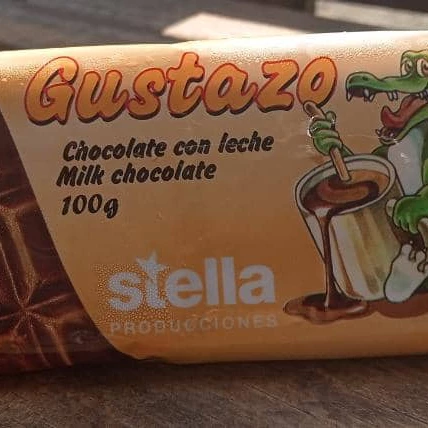 Gustazo
Chocolate con leche
Milk chocolate
100g
stella
PRODUCCIONES